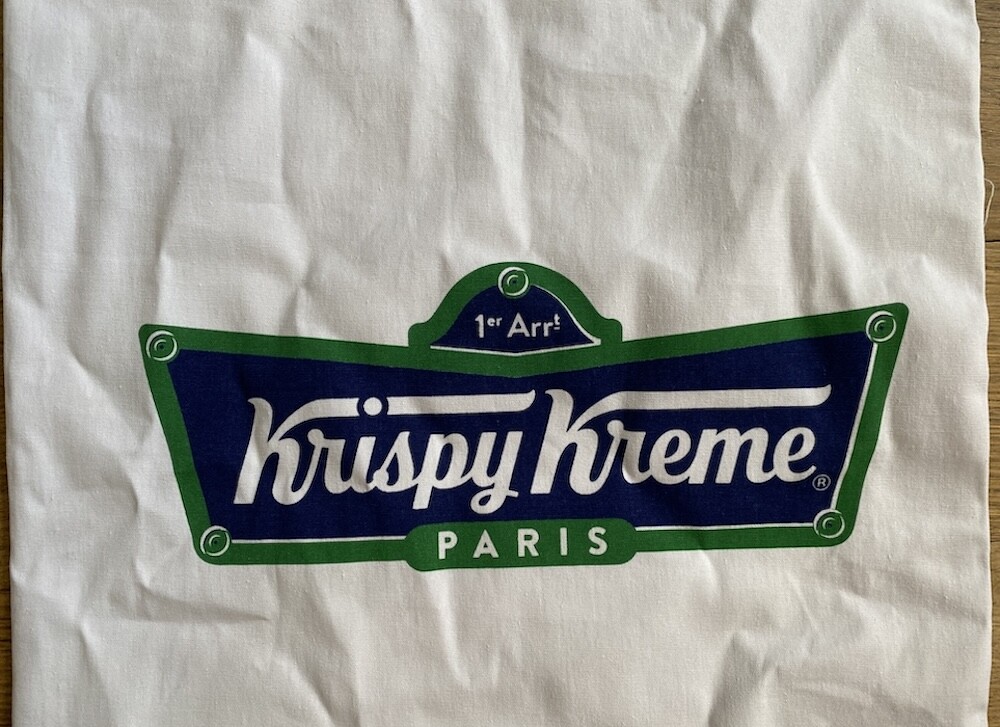 1er Arrt
Krispy Kreme®
PARIS